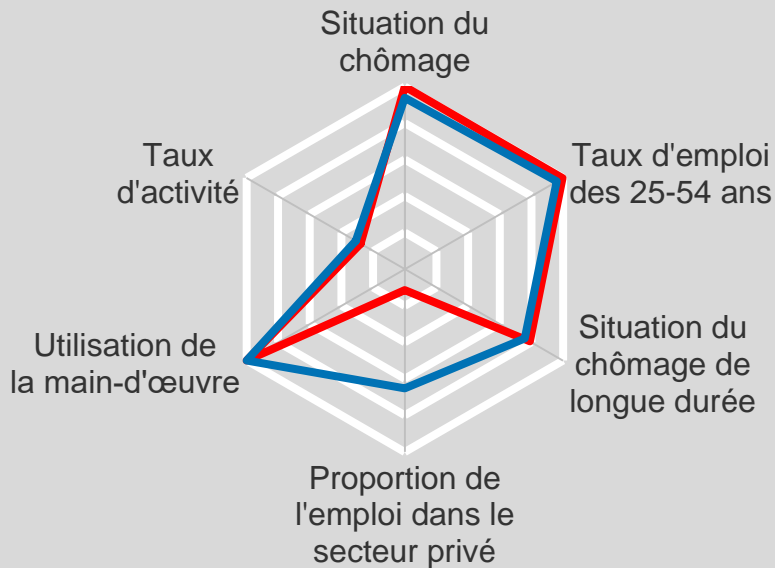 Situation du
chômage
Taux d'emploi
des 25-54 ans
Situation du
chômage de
longue durée
Proportion de
l'emploi dans le
secteur privé
Utilisation de
la main-d'œuvre
Taux
d'activité